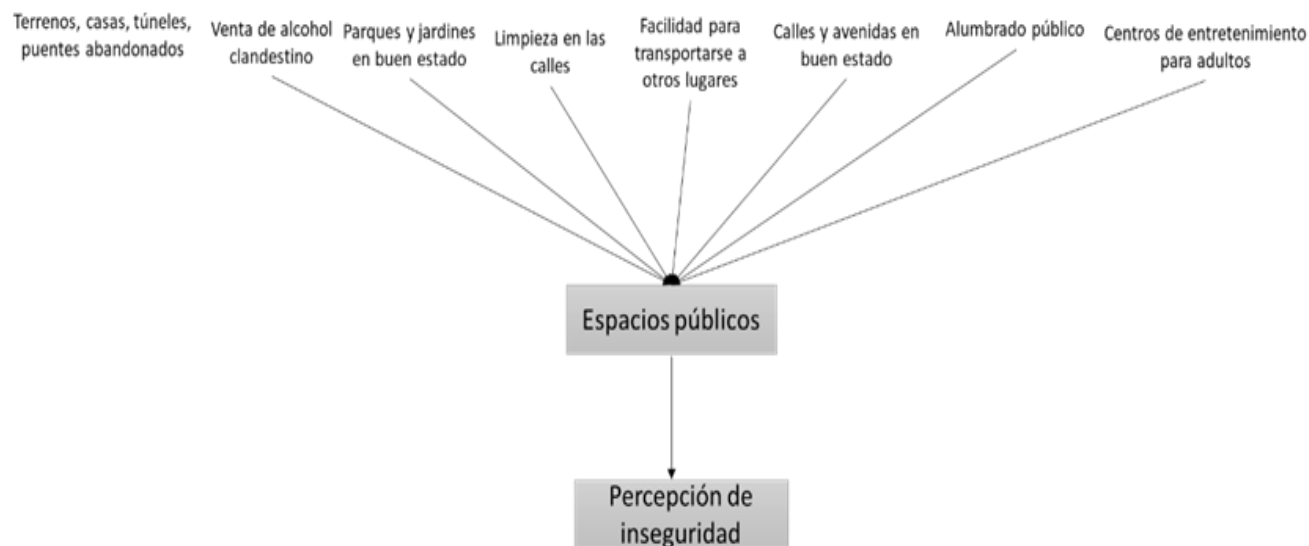 Terrenos, casas, túneles,
puentes abandonados
Venta de alcohol
clandestino
Parques y jardines
en buen estado
Limpieza en las
calles
Facilidad para
transportarse a
otros lugares
Calles y avenidas en
buen estado
Alumbrado público
Centros de entretenimiento
para adultos
Espacios públicos
Percepción de
inseguridad